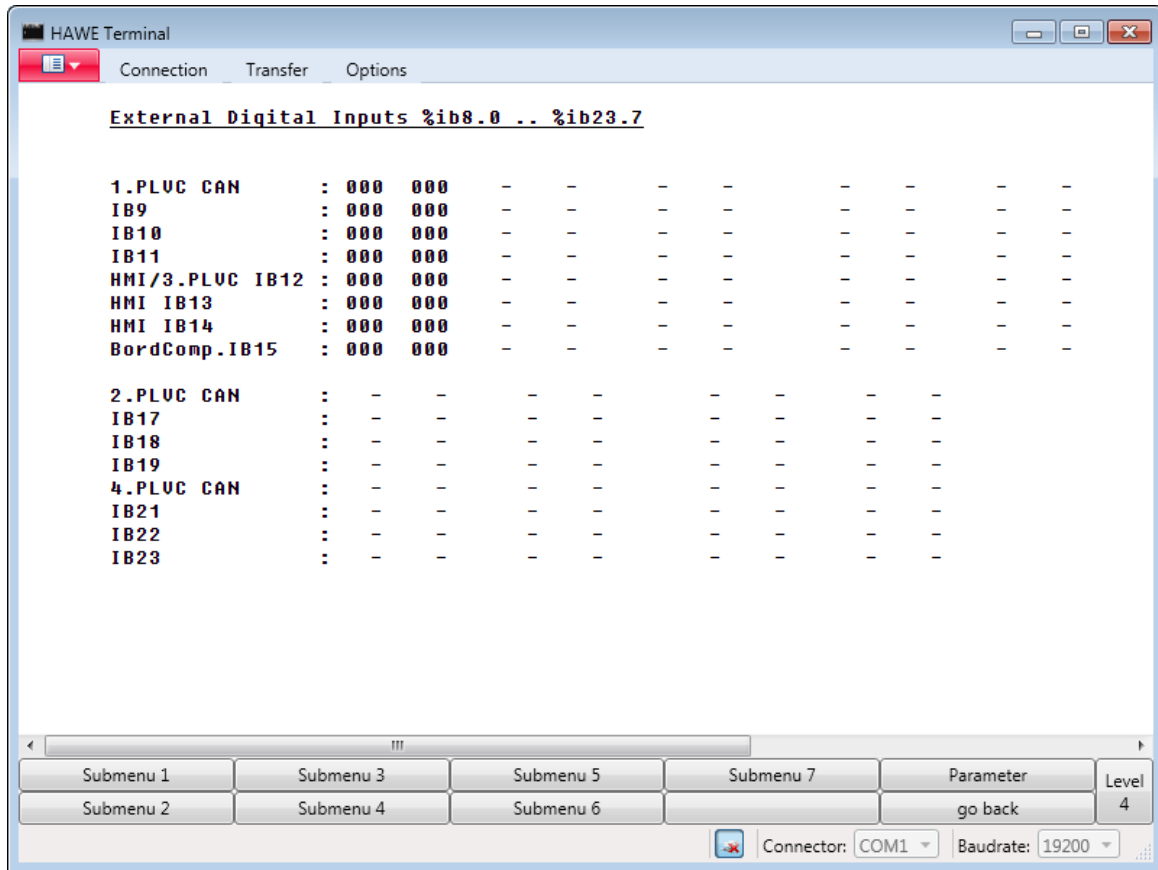 HAWE Terminal
Connection Transfer Options
External Digital Inputs %ib8.0 .. %ib23.7
1.PLVC CAN : 000 000 - - - - - - - -
IB9 : 000 000 - - - - - - - -
IB10 : 000 000 - - - - - - - -
IB11 : 000 000 - - - - - - - -
HMI/3.PLVC IB12 : 000 000 - - - - - - - -
HMI IB13 : 000 000 - - - - - - - -
HMI IB14 : 000 000 - - - - - - - -
BordComp.IB15 : 000 000 - - - - - - - -
2.PLVC CAN : - - - - - - - -
IB17 : - - - - - - - -
IB18 : - - - - - - - -
IB19 : - - - - - - - -
4.PLVC CAN : - - - - - - - -
IB21 : - - - - - - - -
IB22 : - - - - - - - -
IB23 : - - - - - - - -
Submenu 1 Submenu 3 Submenu 5 Submenu 7 Parameter Level
Submenu 2 Submenu 4 Submenu 6 go back 4
Connector: COM1 Baudrate: 19200